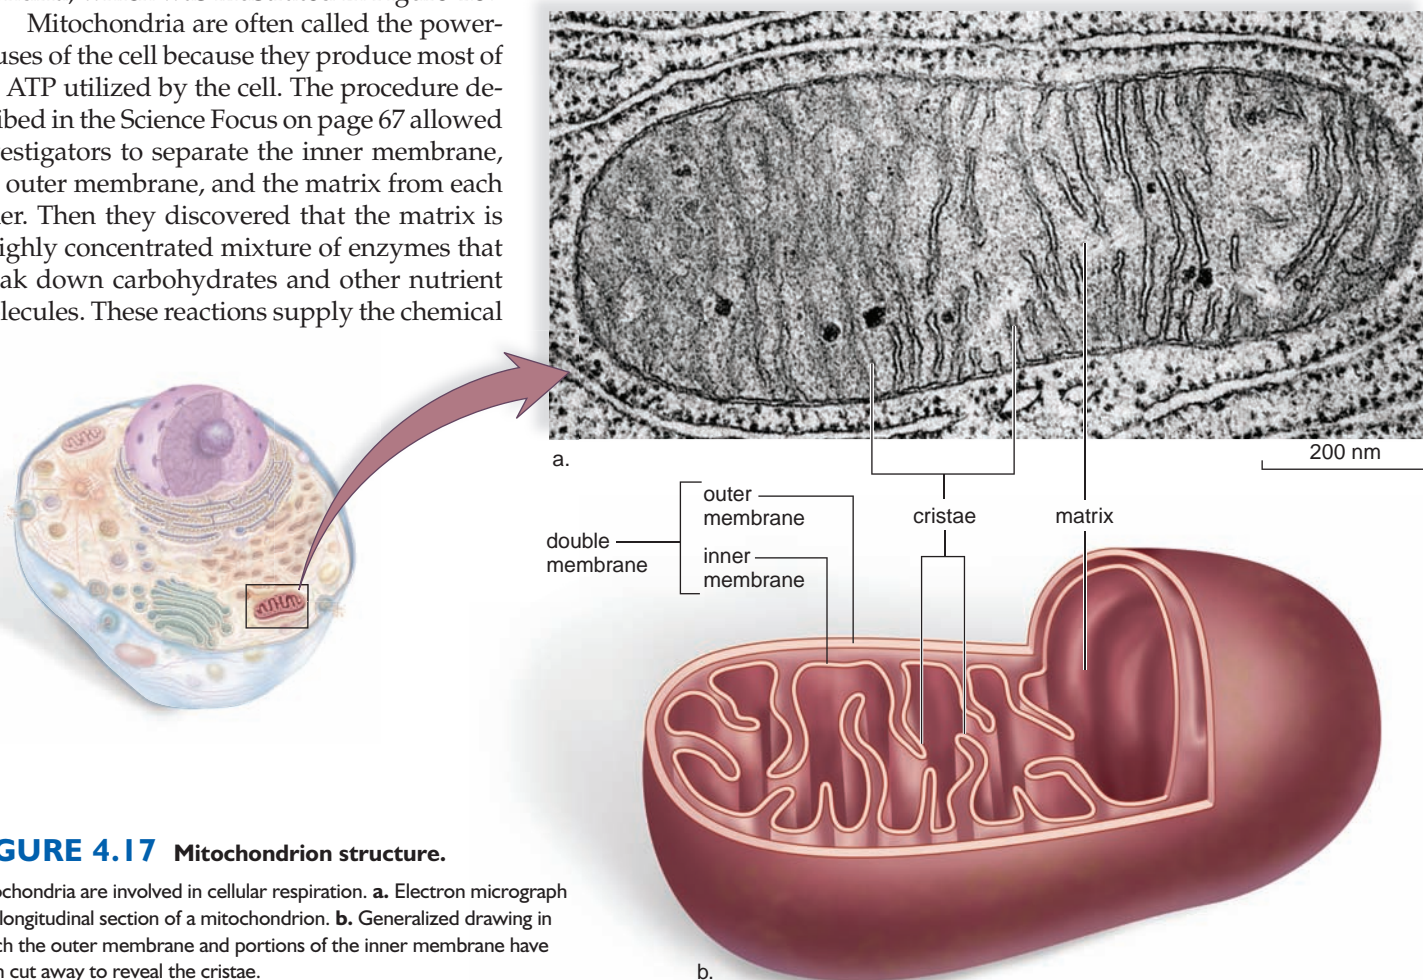 Mitochondria are often called the power-
uses of the cell because they produce most of
ATP utilized by the cell. The procedure de-
ibed in the Science Focus on page 67 allowed
estigators to separate the inner membrane,
outer membrane, and the matrix from each
er. Then they discovered that the matrix is
ighly concentrated mixture of enzymes that
ak down carbohydrates and other nutrient
lecules. These reactions supply the chemical
a.
200 nm
outer
membrane
cristae
matrix
double
membrane
inner
membrane
GURE 4.17 Mitochondrion structure.
ochondria are involved in cellular respiration. a. Electron micrograph
longitudinal section of a mitochondrion. b. Generalized drawing in
ch the outer membrane and portions of the inner membrane have
n cut away to reveal the cristae.
b.